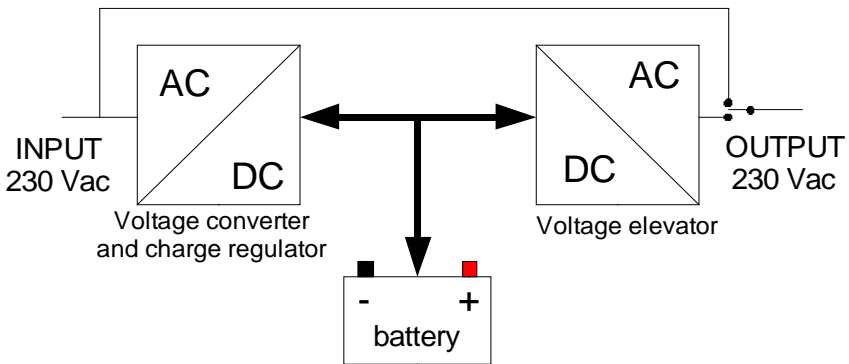 AC
DC
INPUT
230 Vac
Voltage converter
and charge regulator
AC
DC
OUTPUT
230 Vac
Voltage elevator
- +
battery